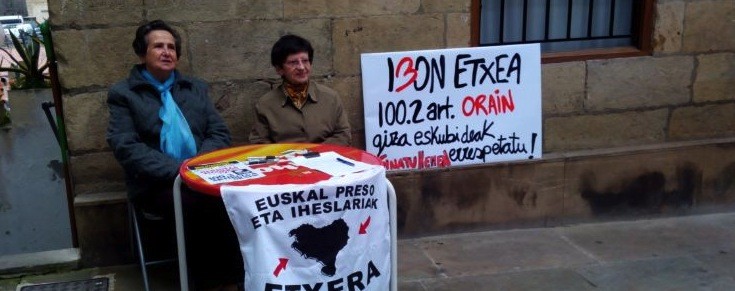 IBON ETXEA
100.2 art. ORAIN
giza eskubideak
errespetatu!
EUSKAL PRESO
ETA IHESLARIAK
ETXERA